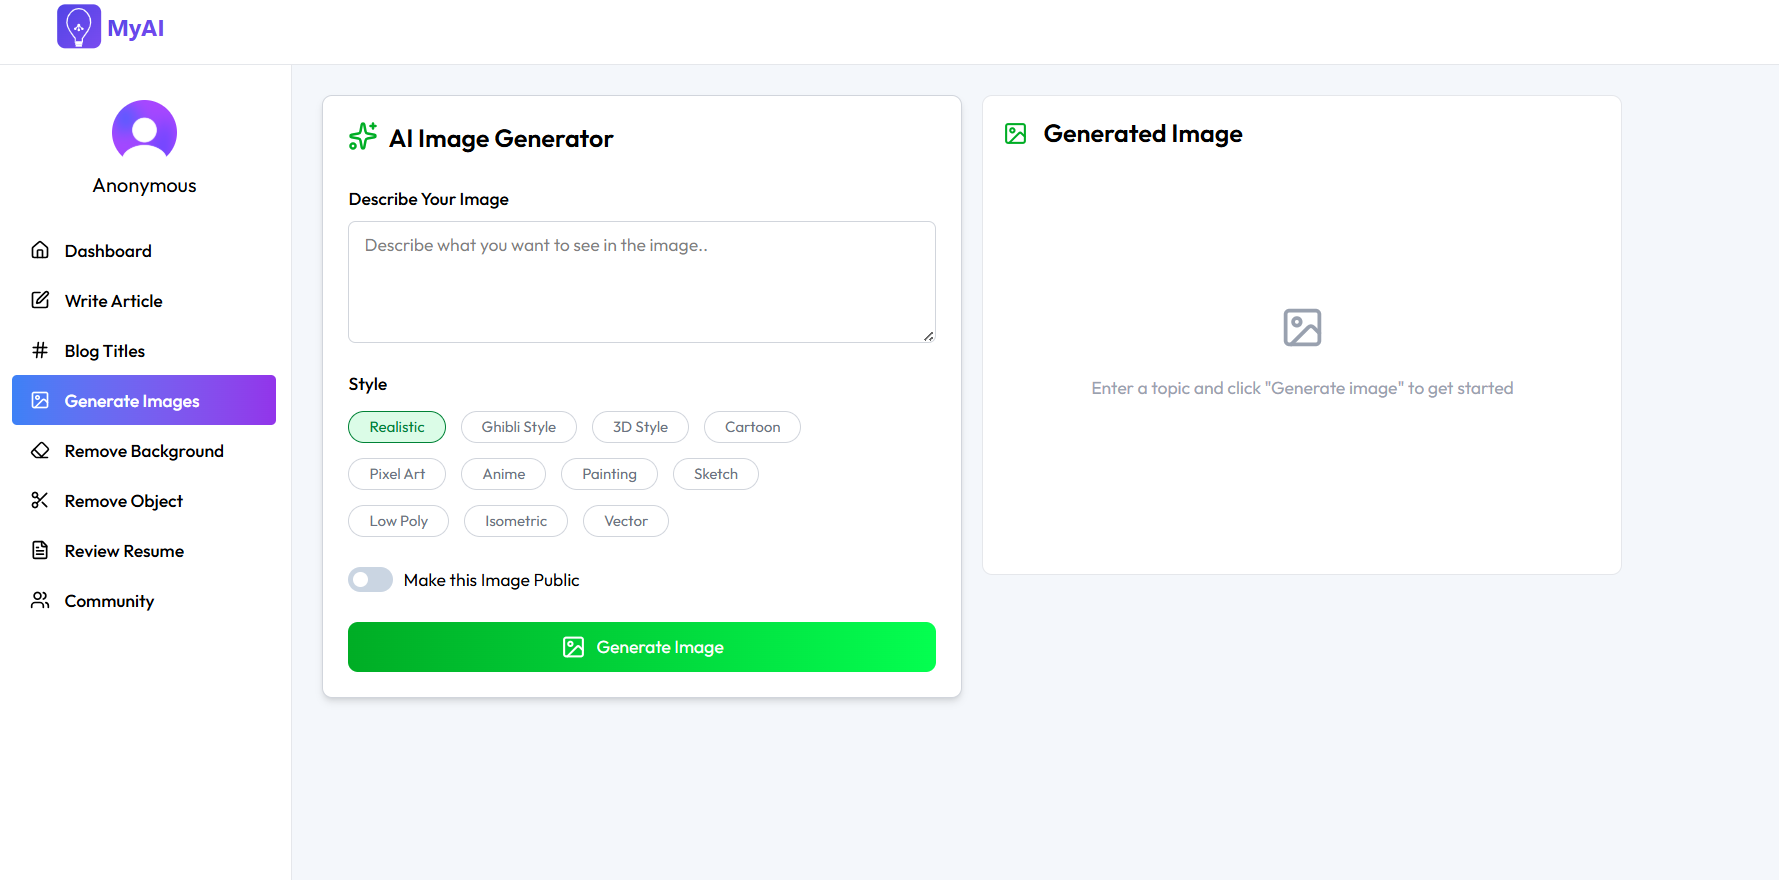 MyAI
Anonymous
Dashboard
Write Article
Blog Titles
Generate Images
Remove Background
Remove Object
Review Resume
Community
AI Image Generator
Describe Your Image
Describe what you want to see in the image..
Style
Realistic
Ghibli Style
3D Style
Cartoon
Pixel Art
Anime
Painting
Sketch
Low Poly
Isometric
Vector
Make this Image Public
Generate Image
Generated Image
Enter a topic and click "Generate image" to get started